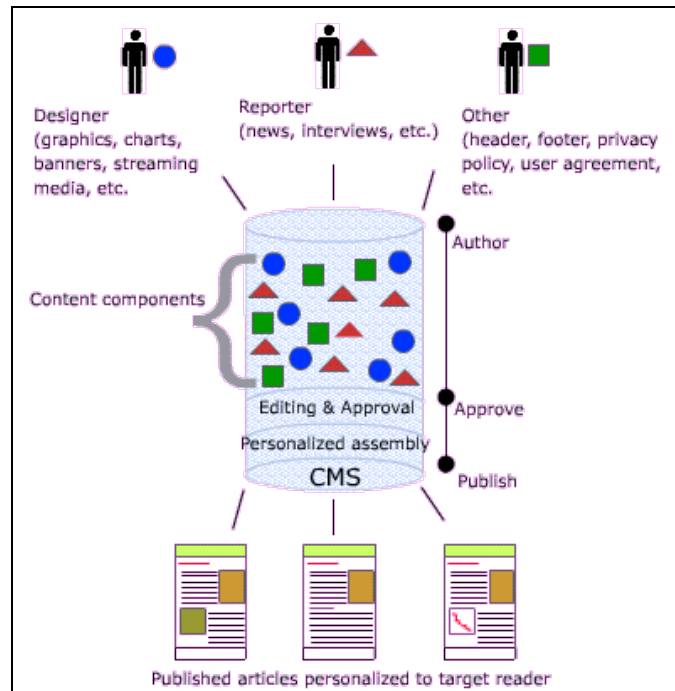 Designer
(graphics, charts,
banners, streaming
media, etc.
Reporter
(news, interviews, etc.)
Other
(header, footer, privacy
policy, user agreement,
etc.
Author
Content components
Editing & Approval
Approve
Personalized assembly
CMS
Publish
Published articles personalized to target reader